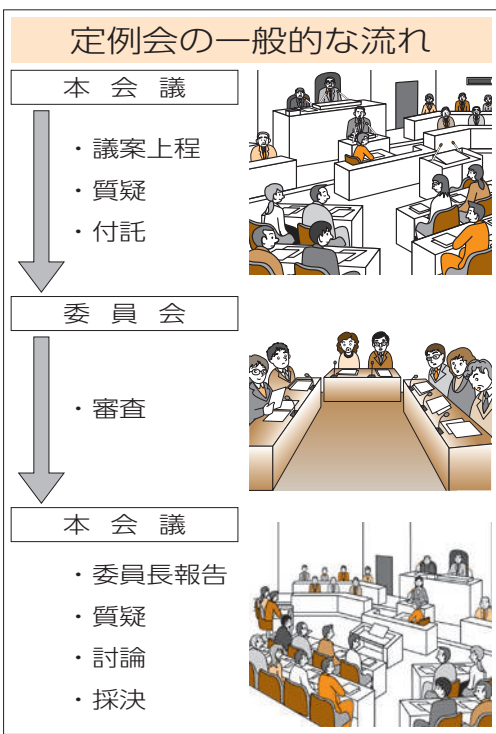 定例会の一般的な流れ
本会議
・議案上程
・質疑
・付託
委員会
・審査
本会議
・委員長報告
・質疑
・討論
・採決